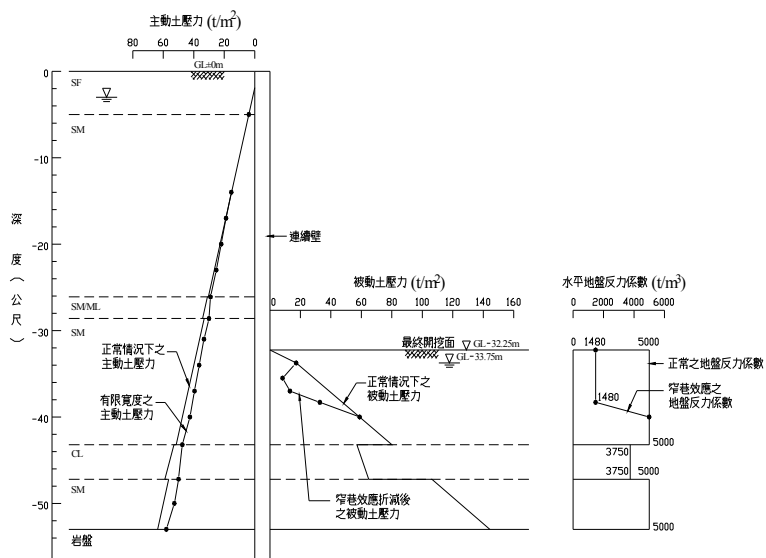 主動土壓力 (t/m²)
80 60 40 20 0
GL±0m
0
SF
SM
-10
-20
深度(公尺)
連續壁
被動土壓力 (t/m²)
水平地盤反力係數 (t/m³)
SM/ML
0 20 40 60 80 100 120 140 160
0 2000 4000 6000
-30
SM
最終開挖面 GL-32.25m
GL-33.75m
0 1480 5000
正常情況下之
主動土壓力
正常情況下之
被動土壓力
正常之地盤反力係數
窄巷效應之
地盤反力係數
有限寬度之
主動土壓力
1480
-40
CL
5000
3750
SM
3750 5000
-50
窄巷效應折減後
之被動土壓力
岩盤
5000